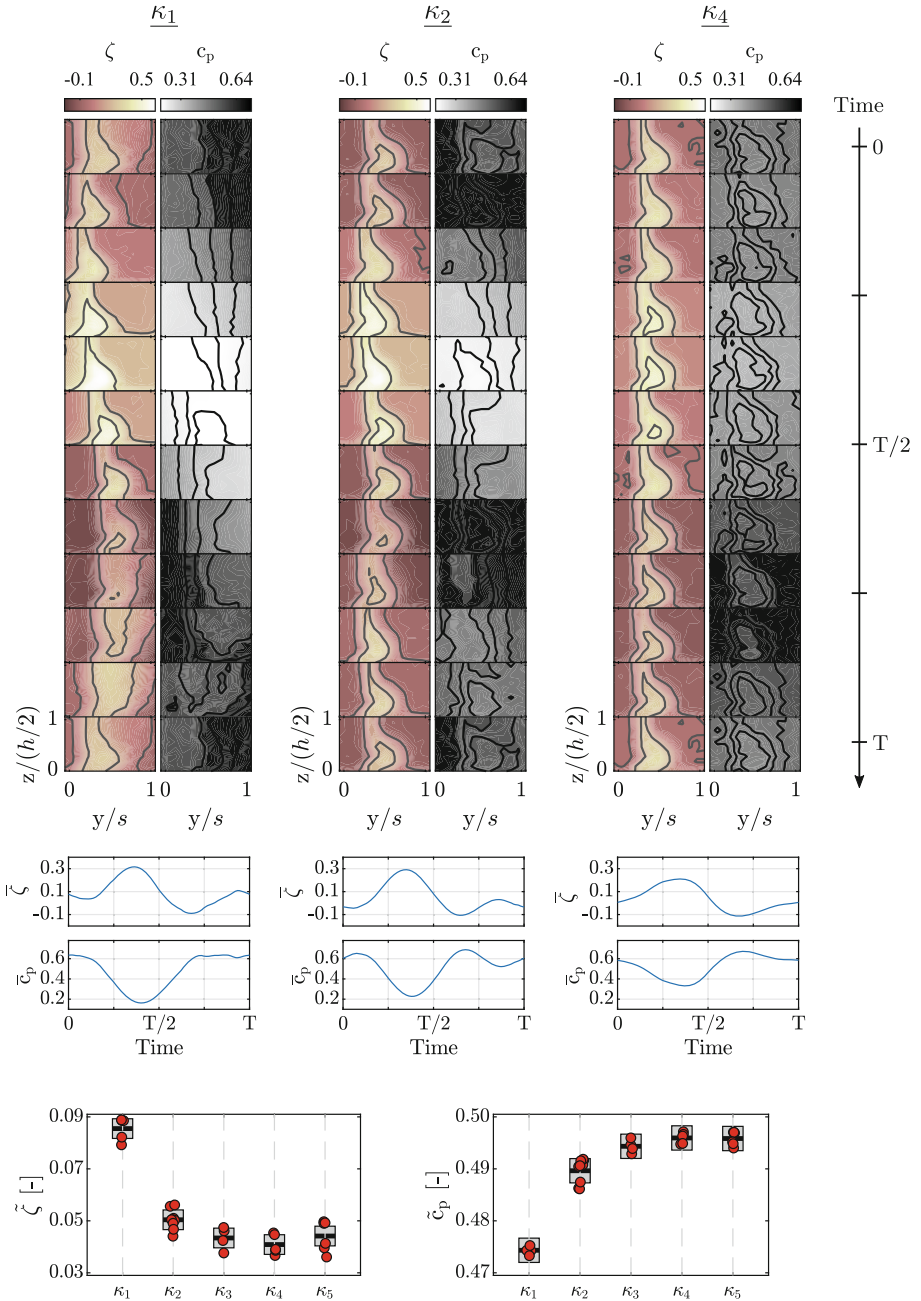 κ1 κ2 κ4
ζ cp ζ cp ζ cp
-0.1 0.5 0.31 0.64 -0.1 0.5 0.31 0.64 -0.1 0.5 0.31 0.64
Time
0
T/2
T
z/(h/2) 0 1 z/(h/2) 0 1 z/(h/2) 0 1
0 1 0 1 0 1 0 1 0 1 0 1
y/s y/s y/s y/s y/s y/s
ζ̅ 0.3 0.1 -0.1 ζ̅ 0.3 0.1 -0.1 ζ̅ 0.3 0.1 -0.1
c̅p 0.6 0.4 0.2 c̅p 0.6 0.4 0.2 c̅p 0.6 0.4 0.2
0 T/2 T 0 T/2 T 0 T/2 T
Time Time Time
ζ̃ [-] 0.09 0.07 0.05 0.03
κ1 κ2 κ3 κ4 κ5
c̃p [-] 0.50 0.49 0.48 0.47
κ1 κ2 κ3 κ4 κ5